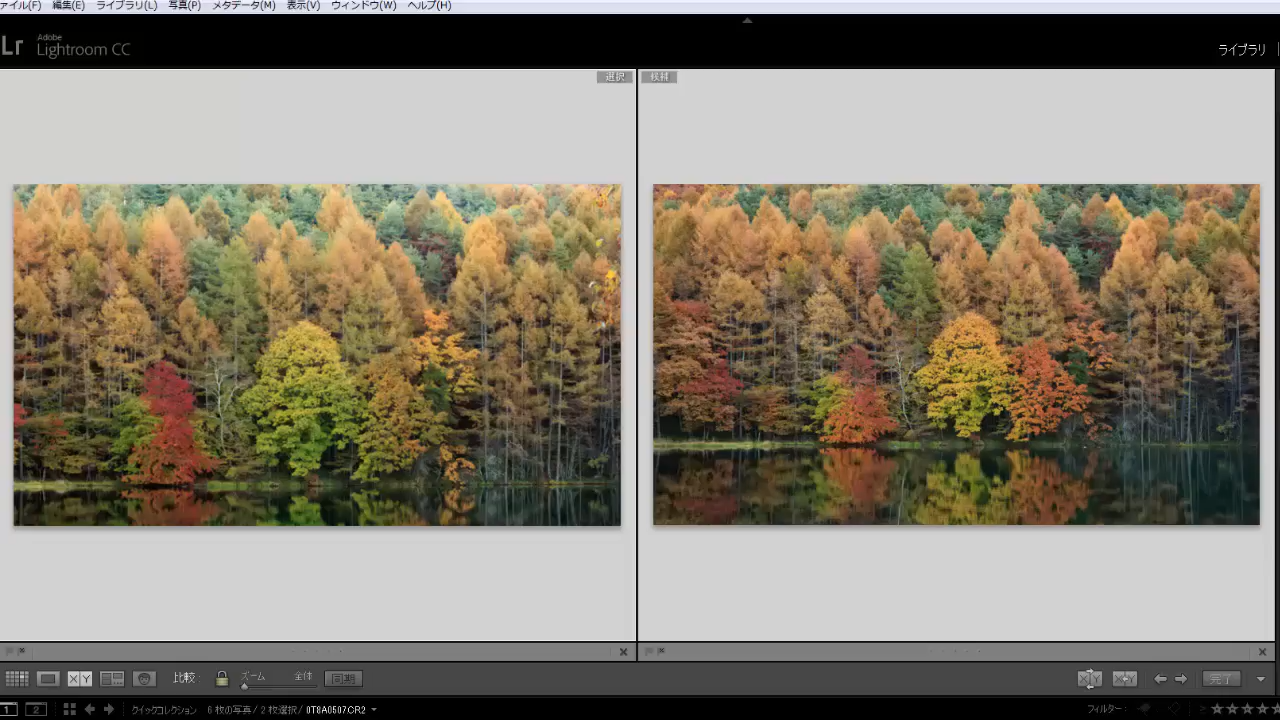 ァイル(F) 編集(E) ライブラリ(L) 写真(P) メタデータ(M) 表示(V) ウィンドウ(W) ヘルプ(H)
Lr Adobe
Lightroom CC
ライブラリ
選択 候補
XY 比較 ズーム 全体 同期 XY XY 完了
1 2 クイックコレクション 6 枚の写真 / 2 枚選択 / 0T8A0507.CR2 フィルター :